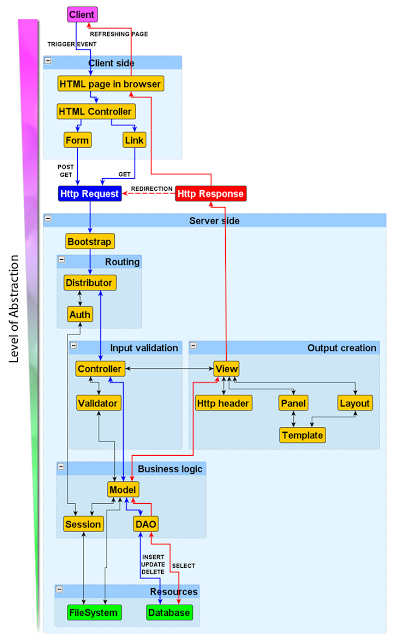 Client
REFRESHING PAGE
TRIGGER EVENT
Client side
HTML page in browser
HTML Controller
Form
Link
POST
GET
GET
Http Request
REDIRECTION
Http Response
Server side
Bootstrap
Routing
Distributor
Auth
Level of Abstraction
Input validation
Output creation
Controller
View
Validator
Http header
Panel
Layout
Template
Business logic
Model
Session
DAO
INSERT
UPDATE
DELETE
SELECT
Resources
FileSystem
Database